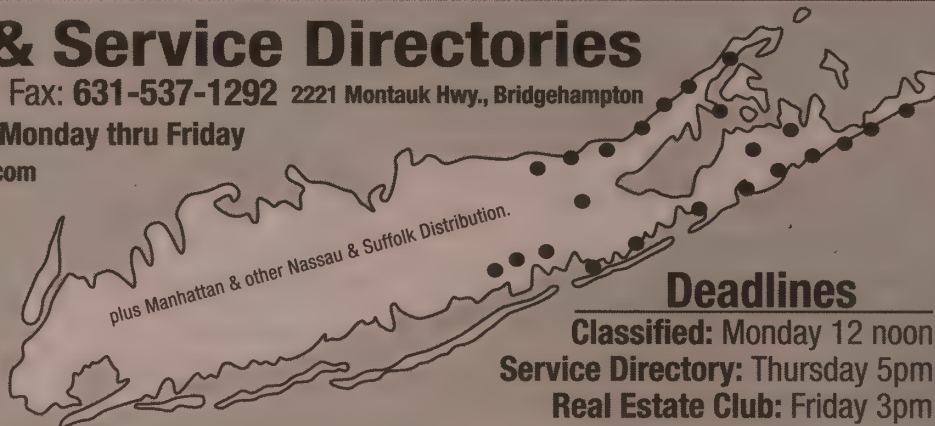 & Service Directories
Fax: 631-537-1292 2221 Montauk Hwy., Bridgehampton
Monday thru Friday
com
plus Manhattan & other Nassau & Suffolk Distribution.
Deadlines
Classified: Monday 12 noon
Service Directory: Thursday 5pm
Real Estate Club: Friday 3pm